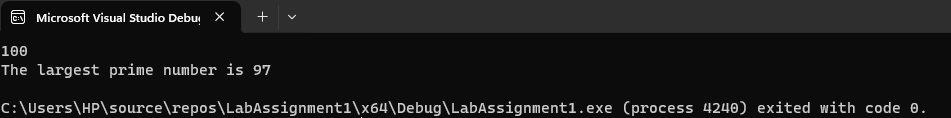 Microsoft Visual Studio Debug
100
The largest prime number is 97
C:\Users\HP\source\repos\LabAssignment1\x64\Debug\LabAssignment1.exe (process 4240) exited with code 0.